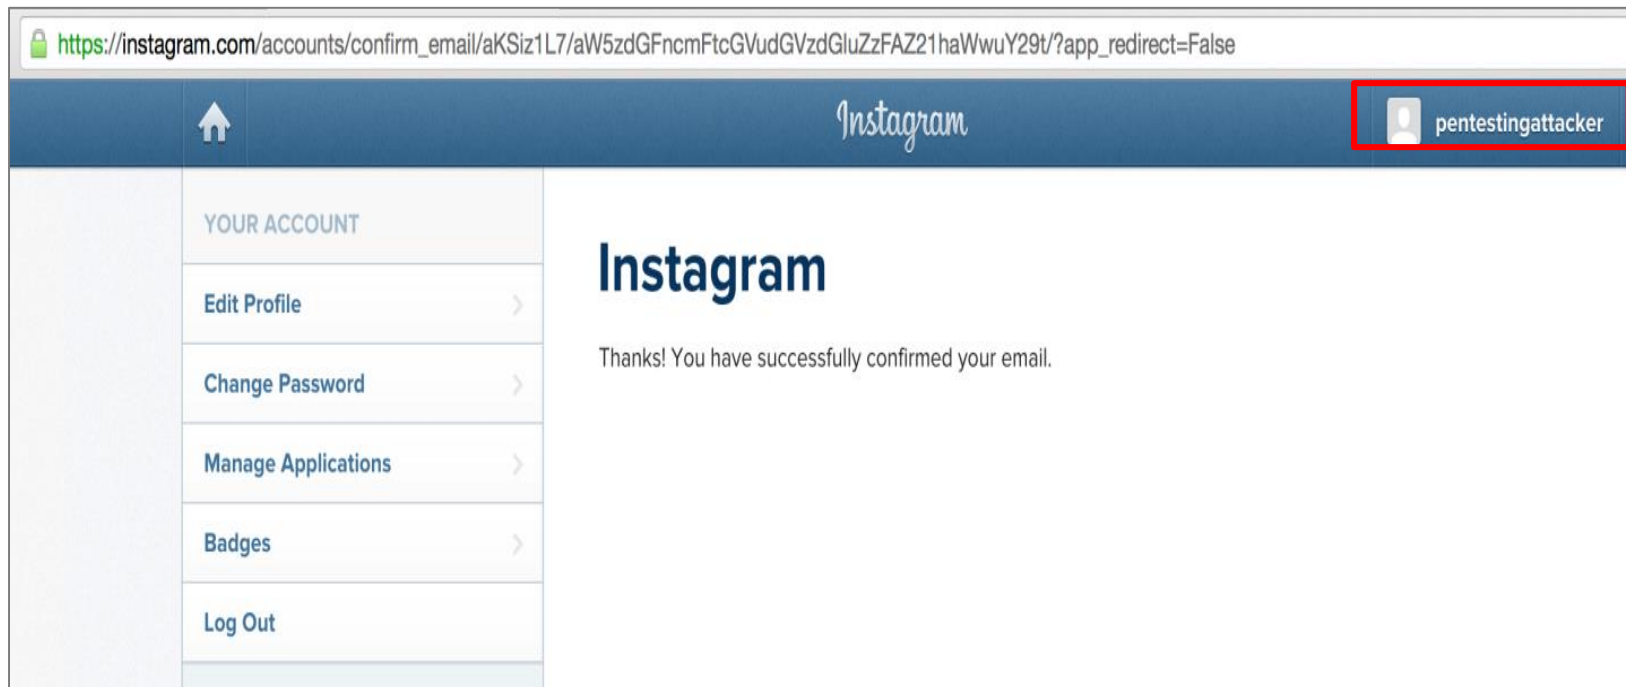 https://instagram.com/accounts/confirm_email/aKSiz1L7/aW5zdGFncmFtcGVudGVzdGluZzFAZ21haWwuY29t/?app_redirect=False
Instagram
pentestingattacker
YOUR ACCOUNT
Edit Profile
Change Password
Manage Applications
Badges
Log Out
Instagram
Thanks! You have successfully confirmed your email.